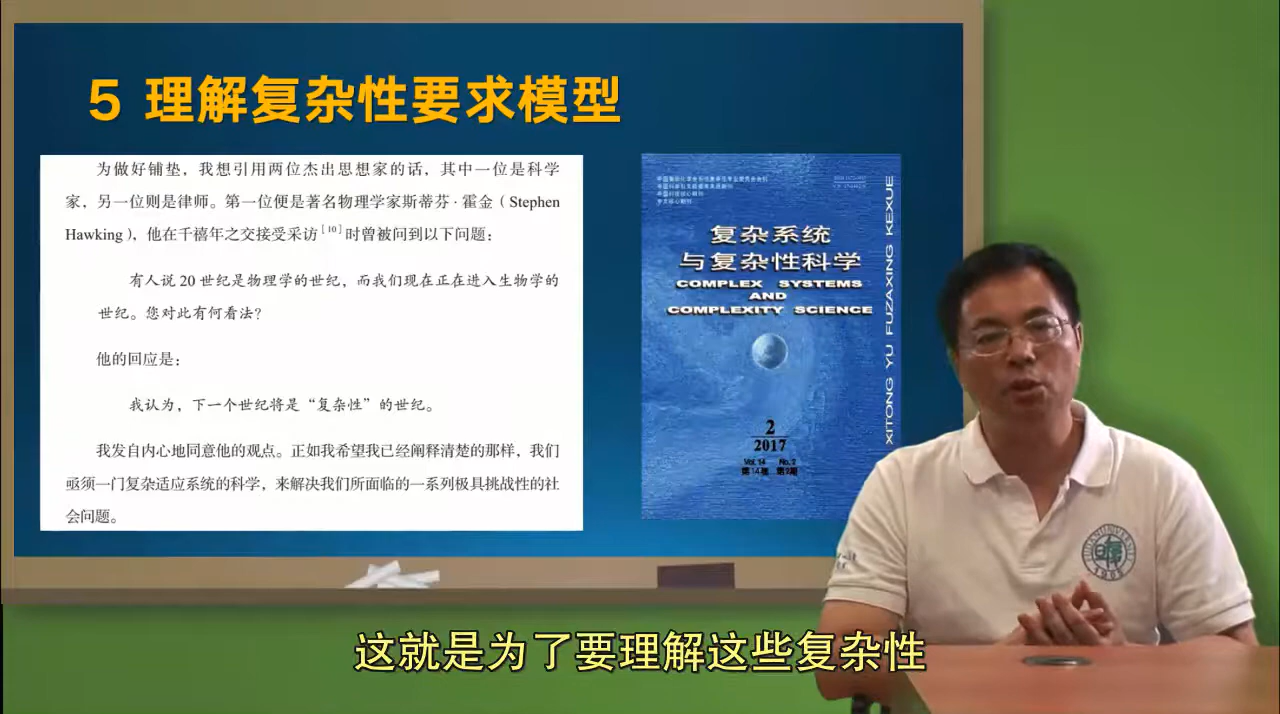 5 理解复杂性要求模型
为做好铺垫，我想引用两位杰出思想家的话，其中一位是科学
家，另一位则是律师。第一位便是著名物理学家斯蒂芬·霍金（Stephen
Hawking），他在千禧年之交接受采访[10]时曾被问到以下问题：
有人说 20 世纪是物理学的世纪，而我们现在正在进入生物学的
世纪。您对此有何看法？
他的回应是：
我认为，下一个世纪将是“复杂性”的世纪。
我发自内心地同意他的观点。正如我希望我已经阐释清楚的那样，我们
亟须一门复杂适应系统的科学，来解决我们所面临的一系列极具挑战性的社
会问题。
复杂系统
与复杂性科学
COMPLEX SYSTEMS
AND
COMPLEXITY SCIENCE
XITONG YU FUZAXING KEXUE
2
2017
Vol.14 No.2
第14卷 第2期
1905
这就是为了要理解这些复杂性